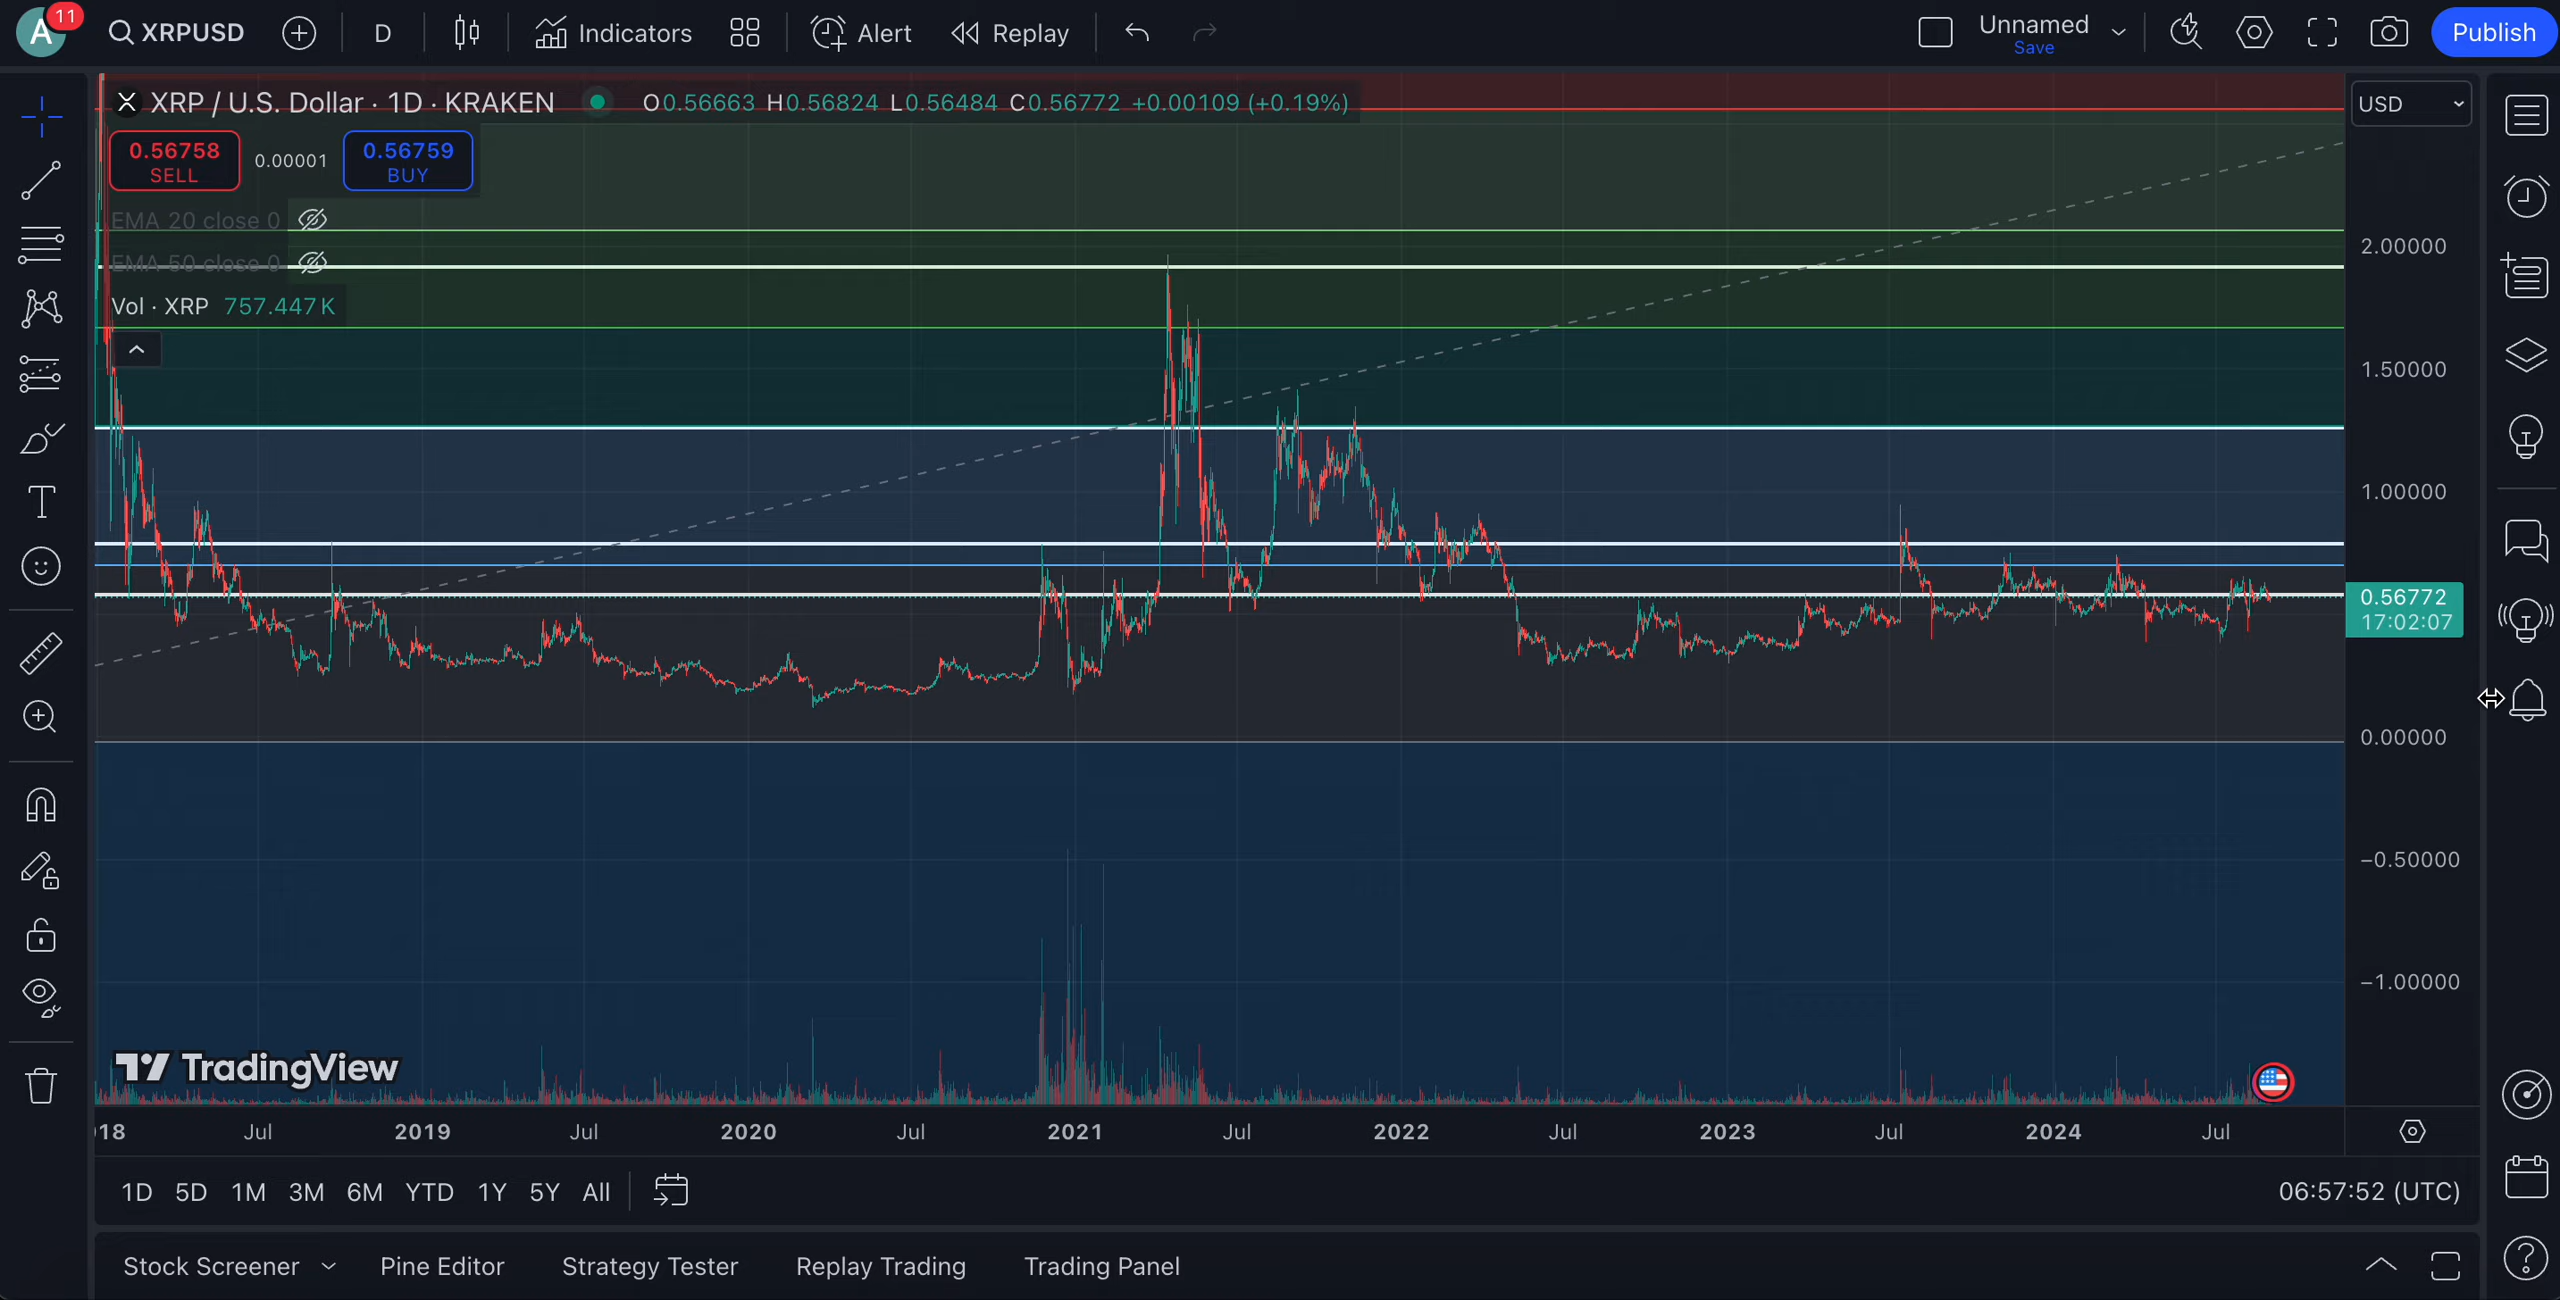 A 11 XRPUSD D Indicators Alert Replay Unnamed Save Publish
XRP / U.S. Dollar · 1D · KRAKEN O0.56663 H0.56824 L0.56484 C0.56772 +0.00109 (+0.19%)
USD
0.56758 SELL 0.00001 0.56759 BUY
EMA 20 close 0
EMA 50 close 0
Vol · XRP 757.447 K
2.00000
1.50000
1.00000
0.56772
17:02:07
0.00000
−0.50000
−1.00000
TradingView
18 Jul 2019 Jul 2020 Jul 2021 Jul 2022 Jul 2023 Jul 2024 Jul
1D 5D 1M 3M 6M YTD 1Y 5Y All 06:57:52 (UTC)
Stock Screener Pine Editor Strategy Tester Replay Trading Trading Panel